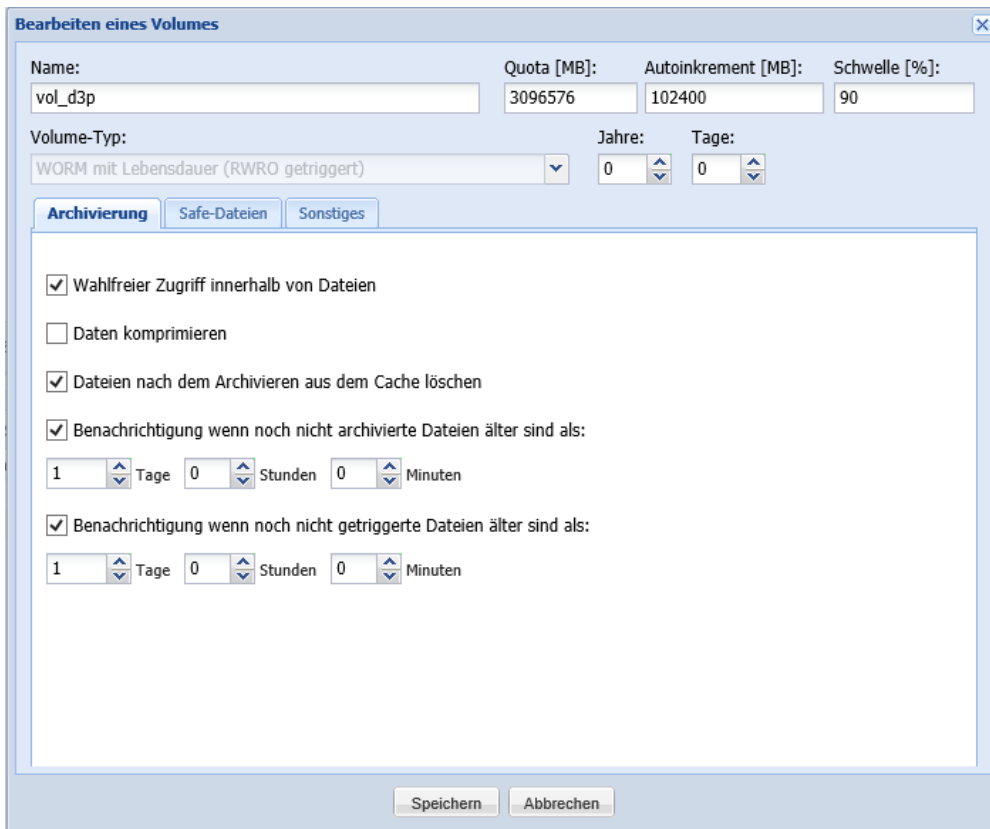 Bearbeiten eines Volumes
Name: Quota [MB]: Autoinkrement [MB]: Schwelle [%]:
vol_d3p 3096576 102400 90
Volume-Typ: Jahre: Tage:
WORM mit Lebensdauer (RWRO getriggert) 0 0
Archivierung Safe-Dateien Sonstiges
Wahlfreier Zugriff innerhalb von Dateien
Daten komprimieren
Dateien nach dem Archivieren aus dem Cache löschen
Benachrichtigung wenn noch nicht archivierte Dateien älter sind als:
1 Tage 0 Stunden 0 Minuten
Benachrichtigung wenn noch nicht getriggerte Dateien älter sind als:
1 Tage 0 Stunden 0 Minuten
Speichern Abbrechen